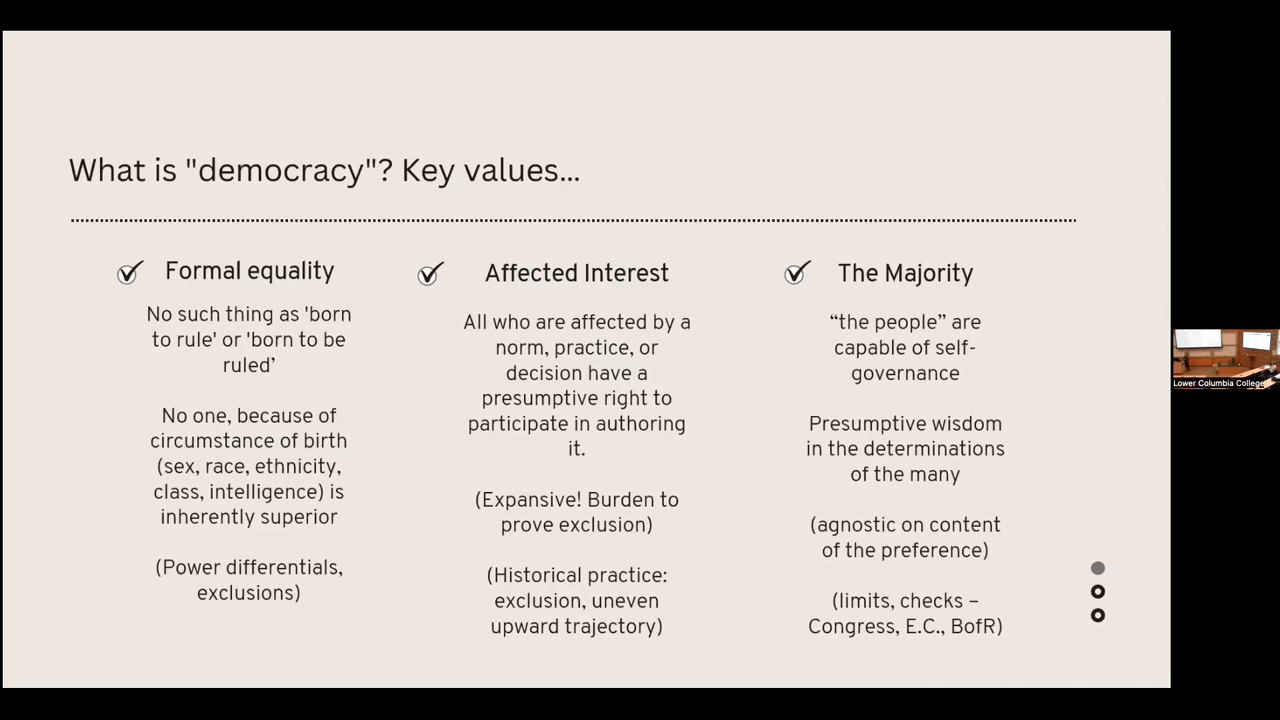 What is "democracy"? Key values...
Formal equality
No such thing as 'born
to rule' or 'born to be
ruled’
No one, because of
circumstance of birth
(sex, race, ethnicity,
class, intelligence) is
inherently superior
(Power differentials,
exclusions)
Affected Interest
All who are affected by a
norm, practice, or
decision have a
presumptive right to
participate in authoring
it.
(Expansive! Burden to
prove exclusion)
(Historical practice:
exclusion, uneven
upward trajectory)
The Majority
“the people” are
capable of self-
governance
Presumptive wisdom
in the determinations
of the many
(agnostic on content
of the preference)
(limits, checks –
Congress, E.C., BofR)
Lower Columbia College